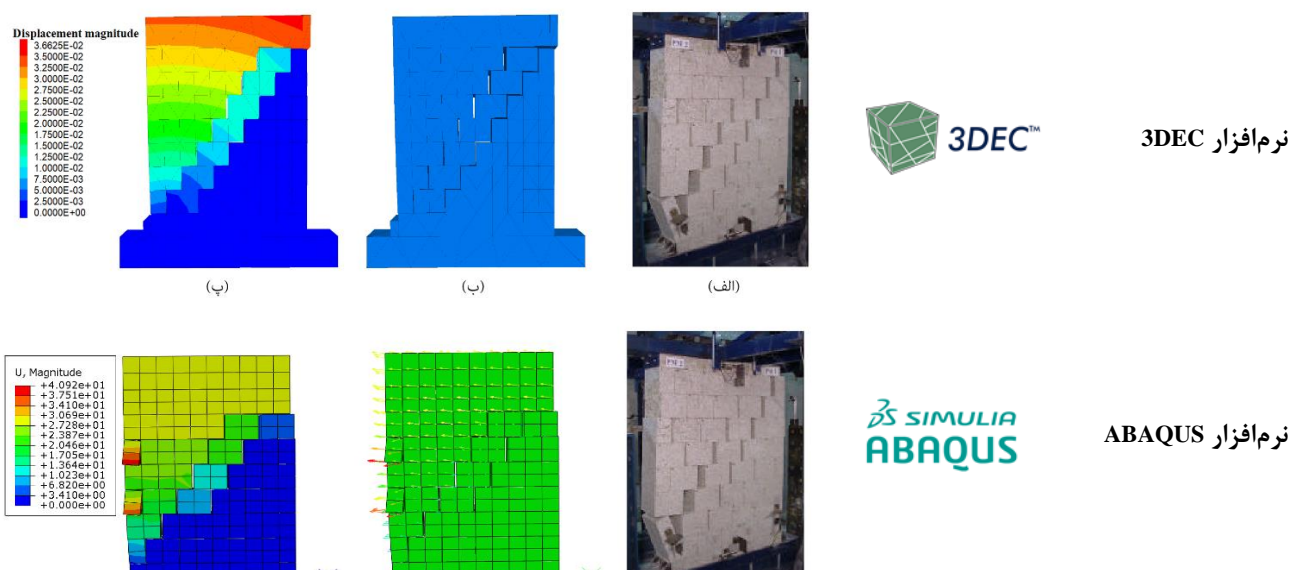 Displacement magnitude
3.6625E-02
3.5000E-02
3.2500E-02
3.0000E-02
2.7500E-02
2.5000E-02
2.2500E-02
2.0000E-02
1.7500E-02
1.5000E-02
1.2500E-02
1.0000E-02
7.5000E-03
5.0000E-03
2.5000E-03
0.0000E+00
(پ)
(ب)
(الف)
3DEC™
نرم‌افزار 3DEC
U, Magnitude
+4.092e+01
+3.751e+01
+3.410e+01
+3.069e+01
+2.728e+01
+2.387e+01
+2.046e+01
+1.705e+01
+1.364e+01
+1.023e+01
+6.820e+00
+3.410e+00
+0.000e+00
SIMULIA
ABAQUS
نرم‌افزار ABAQUS